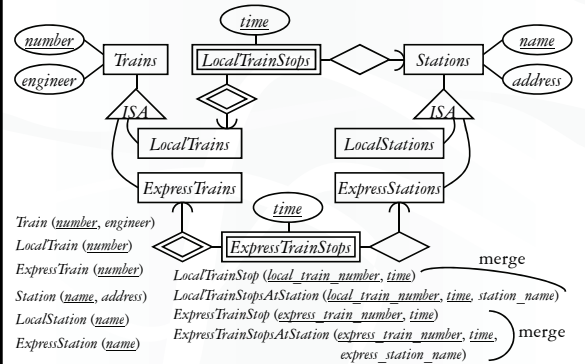 time
number
Trains
LocalTrainStops
Stations
name
engineer
address
ISA
ISA
LocalTrains
LocalStations
ExpressTrains
ExpressStations
time
ExpressTrainStops
Train (number, engineer)
LocalTrain (number)
ExpressTrain (number)
Station (name, address)
LocalStation (name)
ExpressStation (name)
merge
LocalTrainStop (local_train_number, time)
LocalTrainStopsAtStation (local_train_number, time, station_name)
ExpressTrainStop (express_train_number, time)
ExpressTrainStopsAtStation (express_train_number, time,
express_station_name)
merge